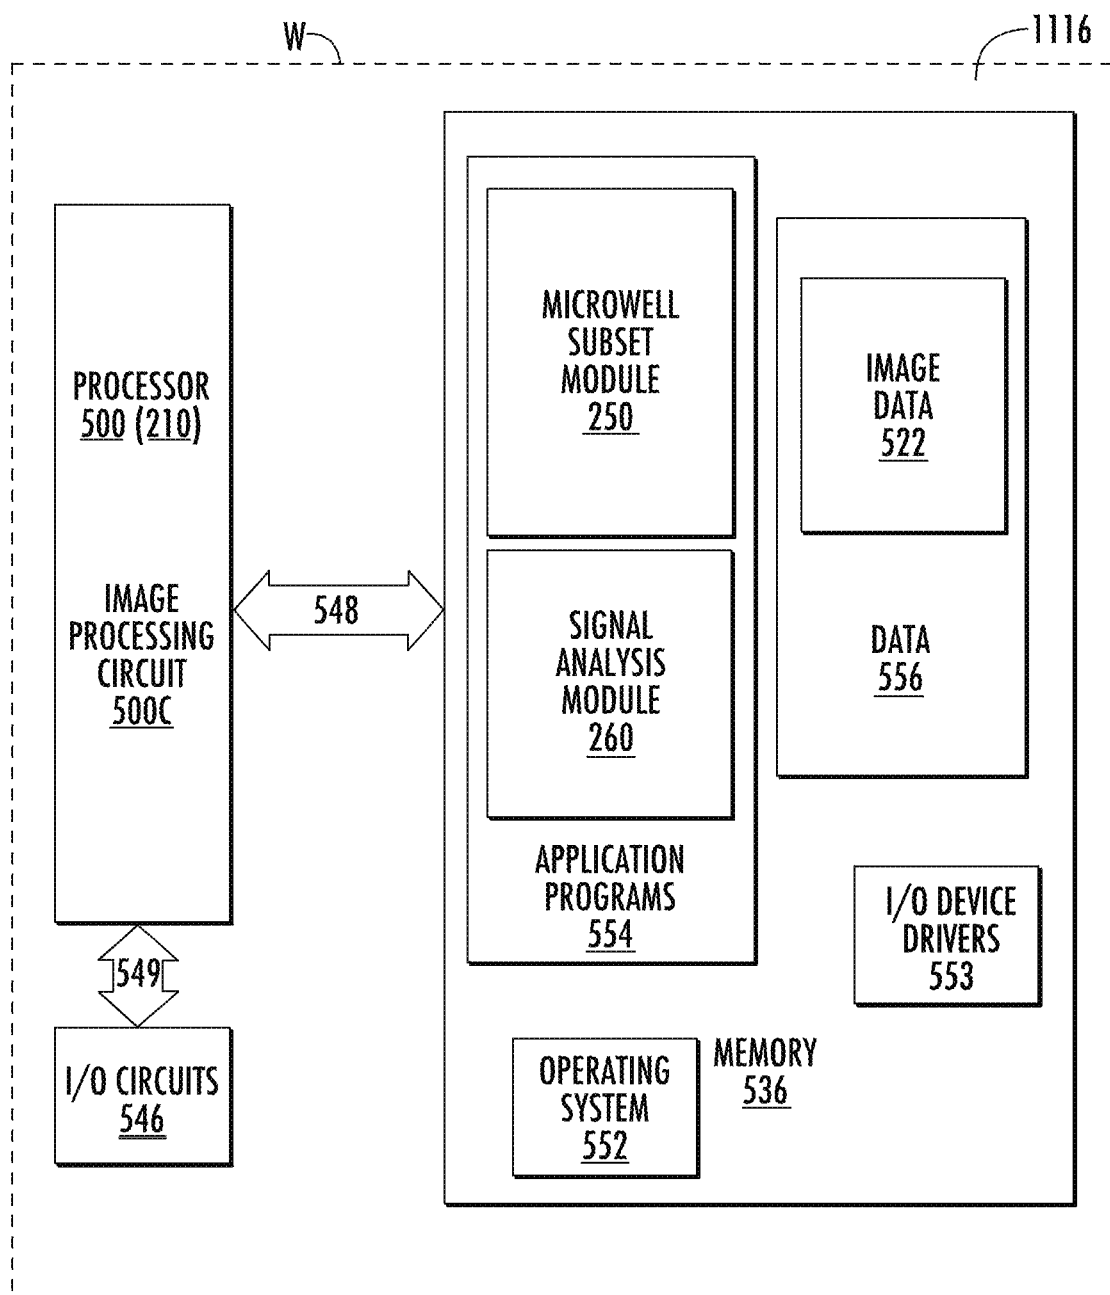 W
1116
PROCESSOR
500 (210)
IMAGE
PROCESSING
CIRCUIT
500C
548
549
I/O CIRCUITS
546
MICROWELL
SUBSET
MODULE
250
SIGNAL
ANALYSIS
MODULE
260
APPLICATION
PROGRAMS
554
IMAGE
DATA
522
DATA
556
I/O DEVICE
DRIVERS
553
OPERATING
SYSTEM
552
MEMORY
536